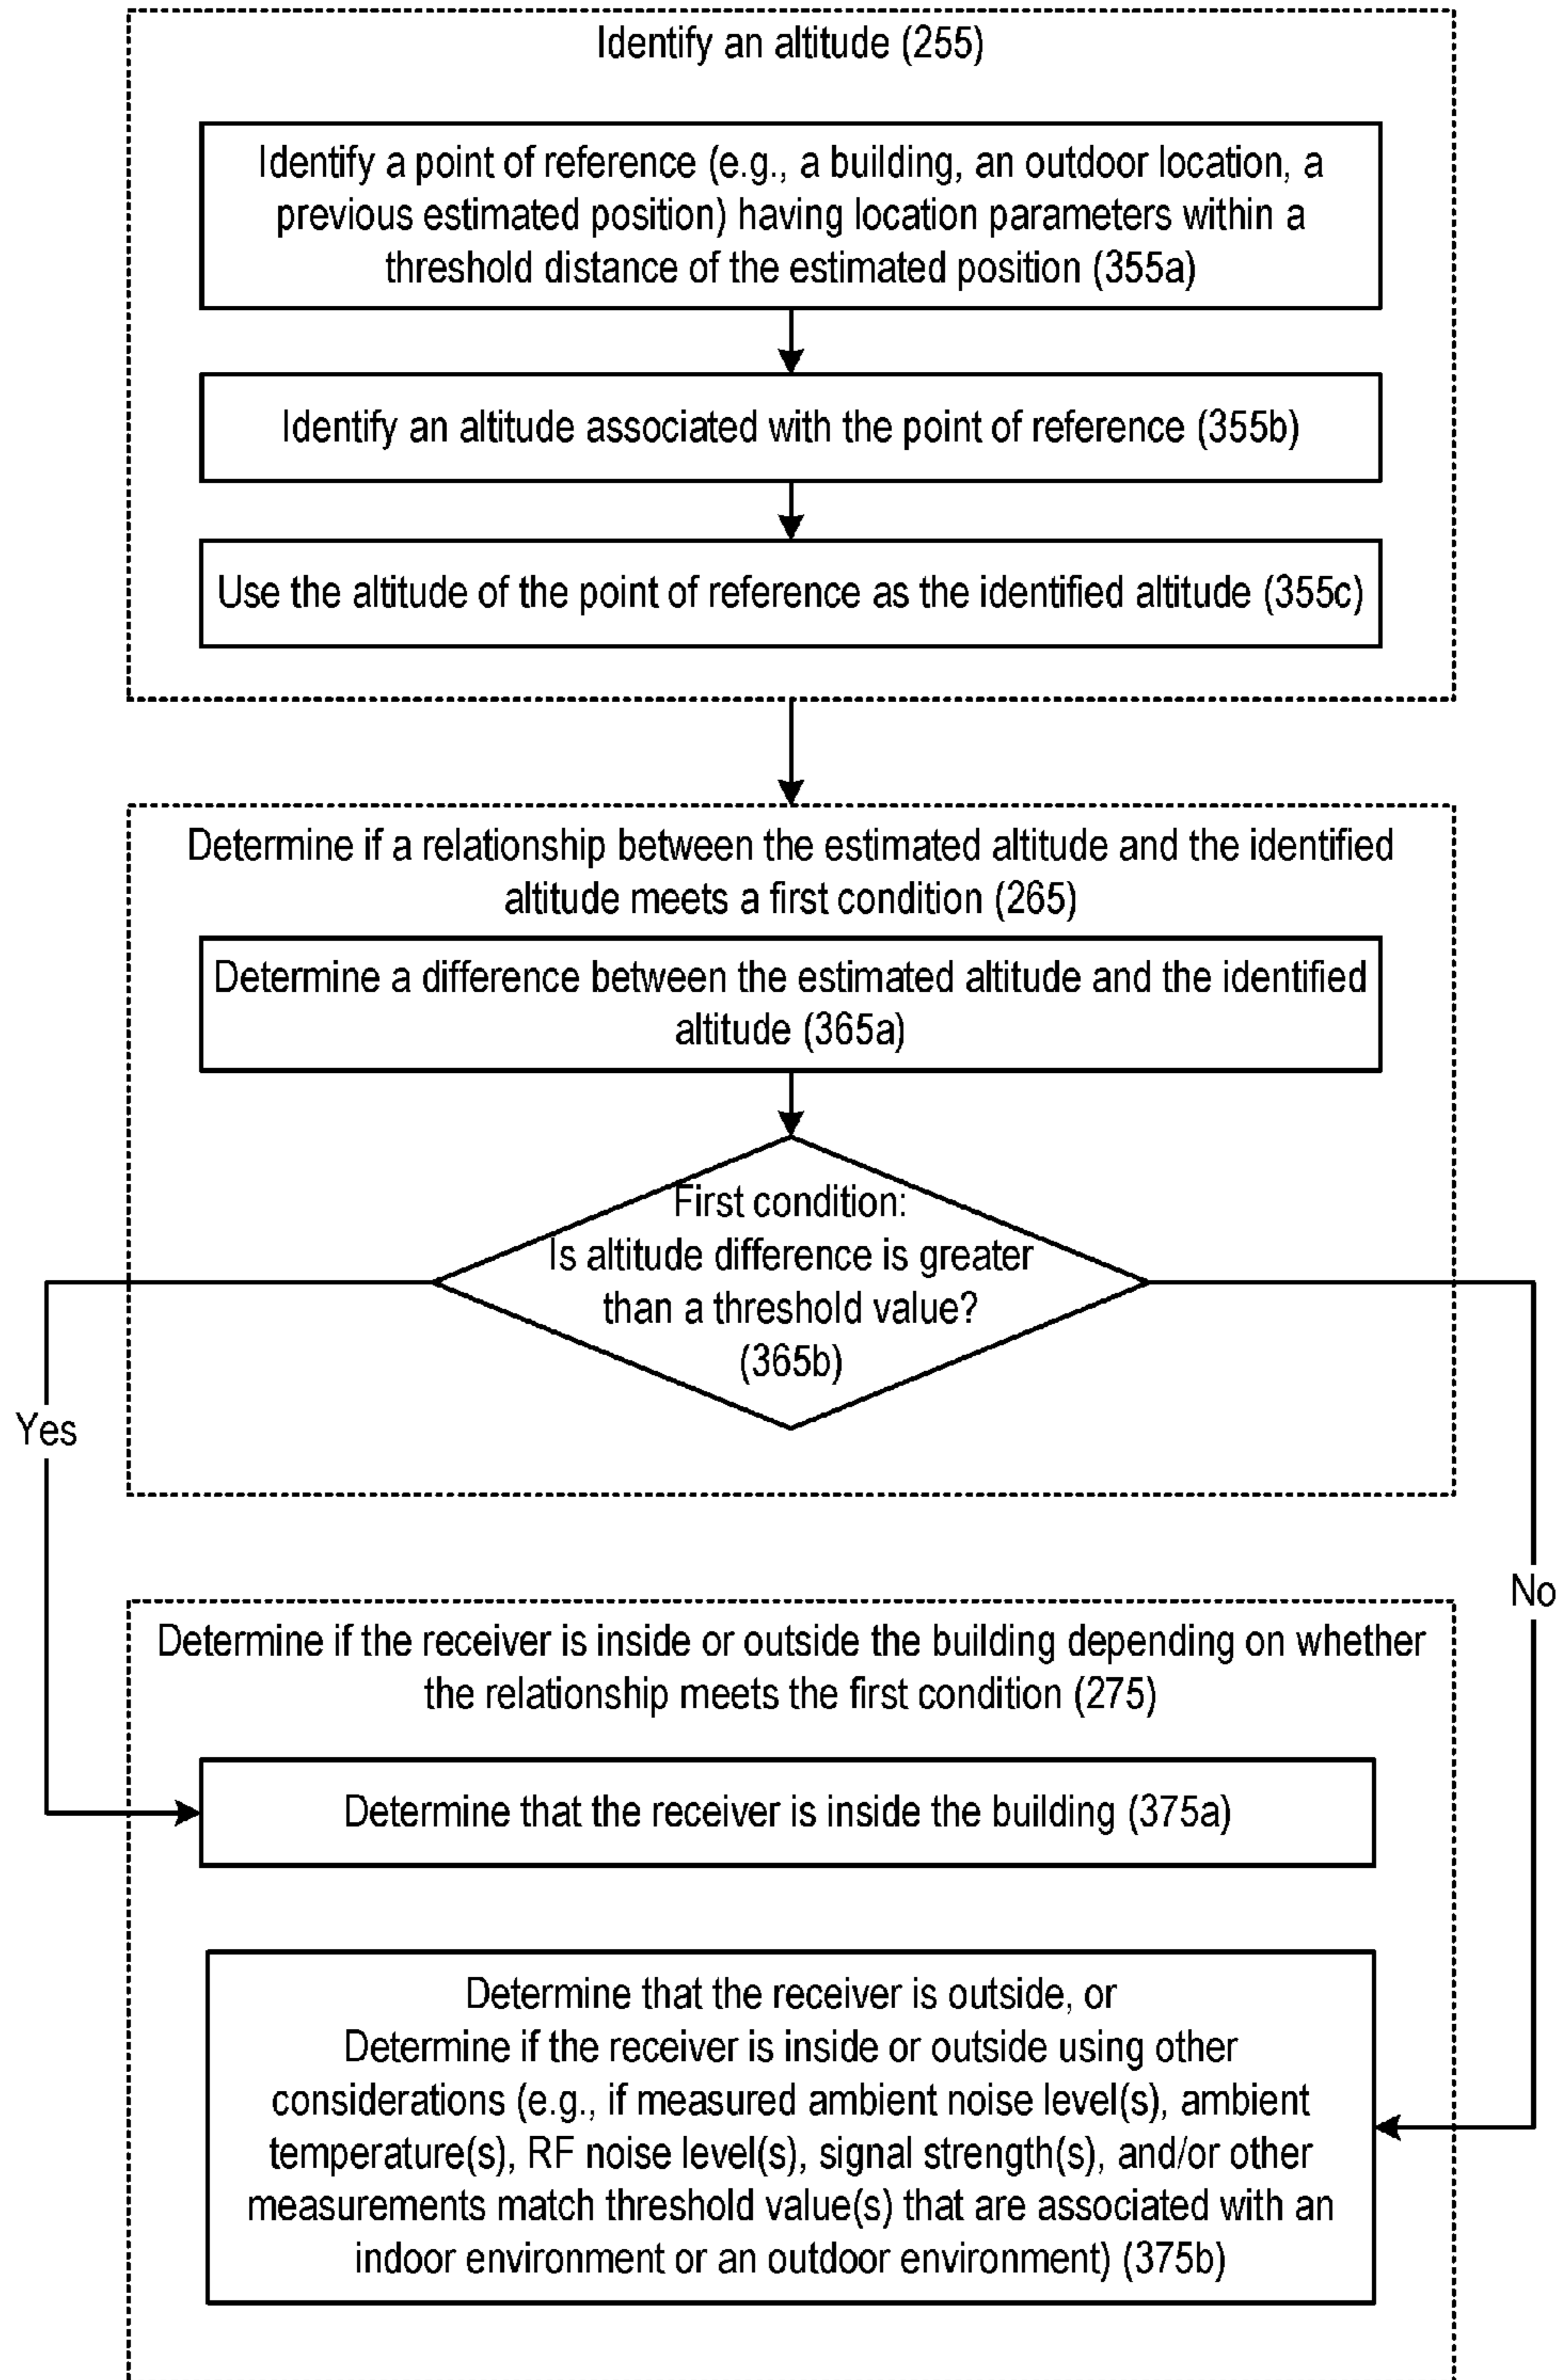 Identify an altitude (255)
Identify a point of reference (e.g., a building, an outdoor location, a
previous estimated position) having location parameters within a
threshold distance of the estimated position (355a)
Identify an altitude associated with the point of reference (355b)
Use the altitude of the point of reference as the identified altitude (355c)
Determine if a relationship between the estimated altitude and the identified
altitude meets a first condition (265)
Determine a difference between the estimated altitude and the identified
altitude (365a)
First condition:
Is altitude difference is greater
than a threshold value?
(365b)
Yes
No
Determine if the receiver is inside or outside the building depending on whether
the relationship meets the first condition (275)
Determine that the receiver is inside the building (375a)
Determine that the receiver is outside, or
Determine if the receiver is inside or outside using other
considerations (e.g., if measured ambient noise level(s), ambient
temperature(s), RF noise level(s), signal strength(s), and/or other
measurements match threshold value(s) that are associated with an
indoor environment or an outdoor environment) (375b)